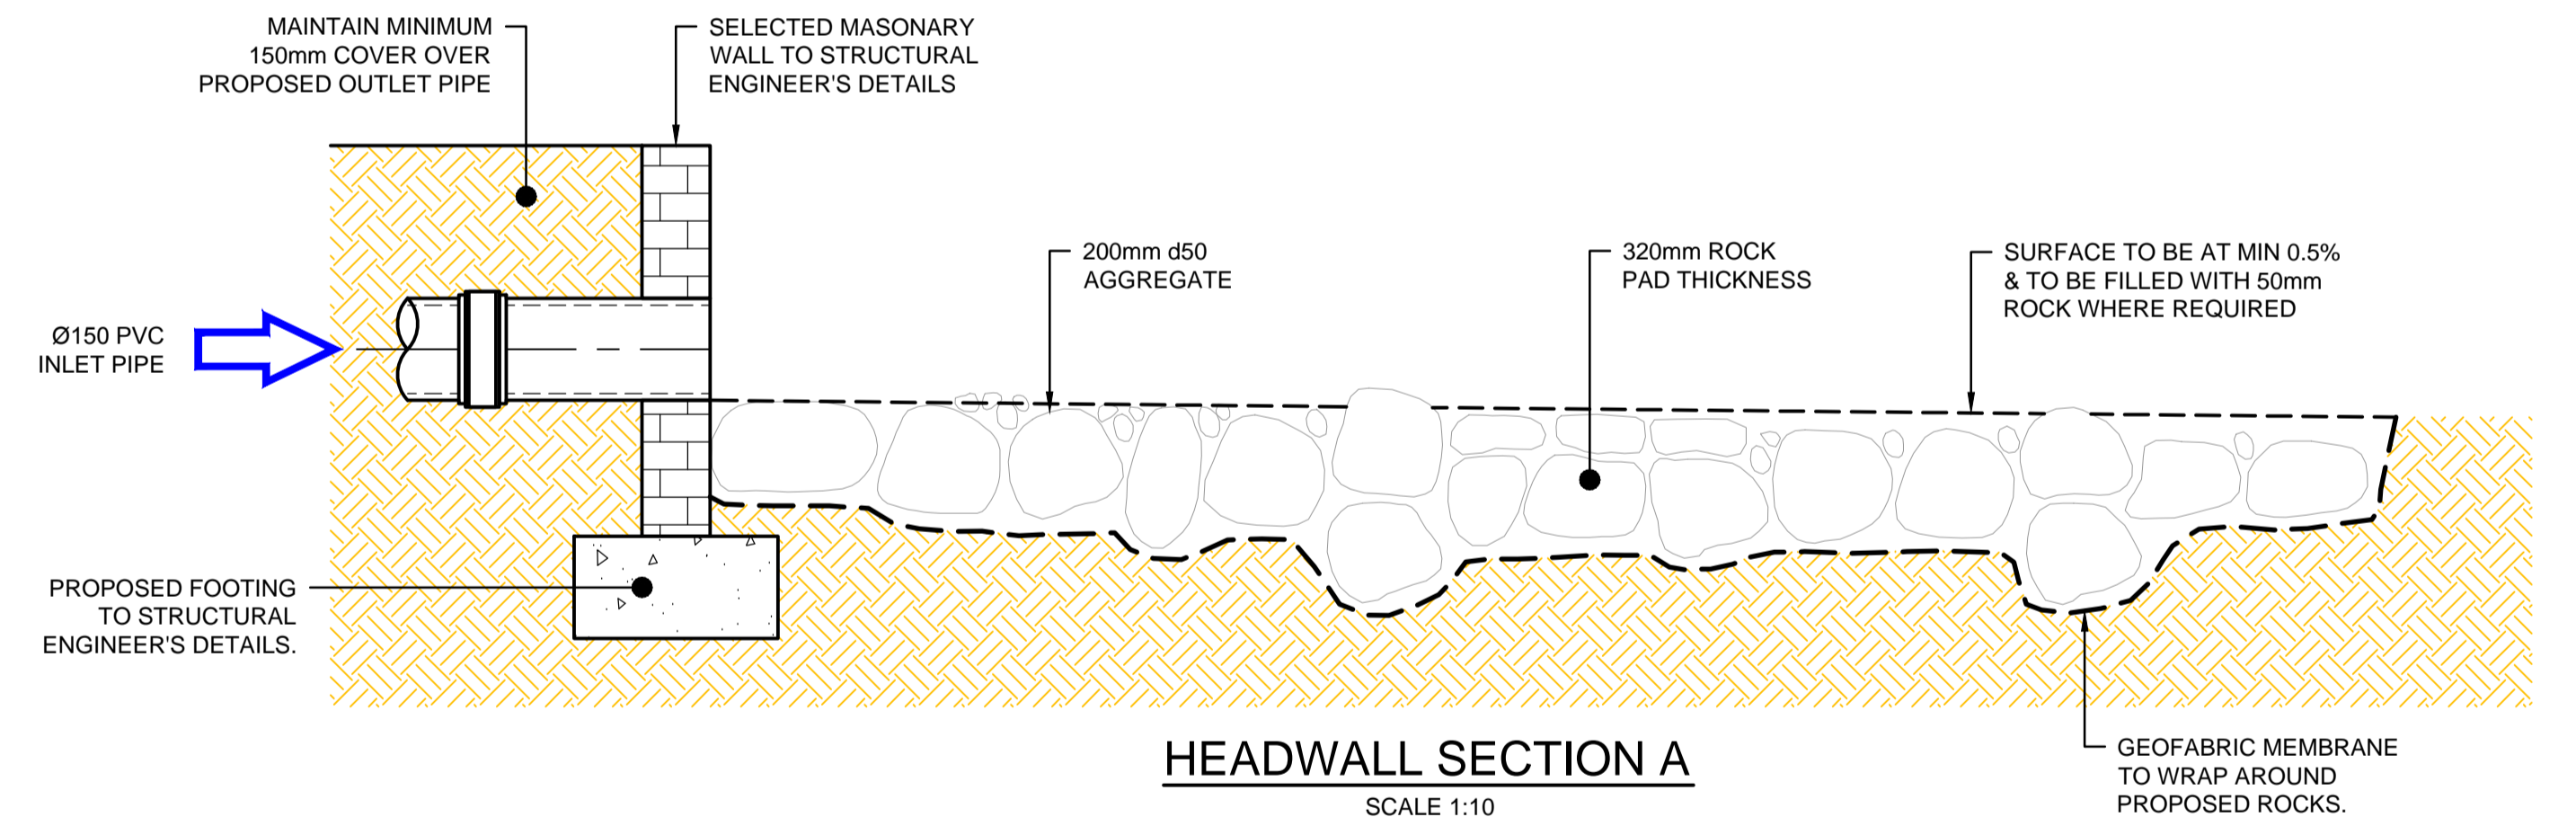 MAINTAIN MINIMUM
150mm COVER OVER
PROPOSED OUTLET PIPE
SELECTED MASONARY
WALL TO STRUCTURAL
ENGINEER'S DETAILS
200mm d50
AGGREGATE
320mm ROCK
PAD THICKNESS
SURFACE TO BE AT MIN 0.5%
& TO BE FILLED WITH 50mm
ROCK WHERE REQUIRED
Ø150 PVC
INLET PIPE
PROPOSED FOOTING
TO STRUCTURAL
ENGINEER'S DETAILS.
HEADWALL SECTION A
SCALE 1:10
GEOFABRIC MEMBRANE
TO WRAP AROUND
PROPOSED ROCKS.